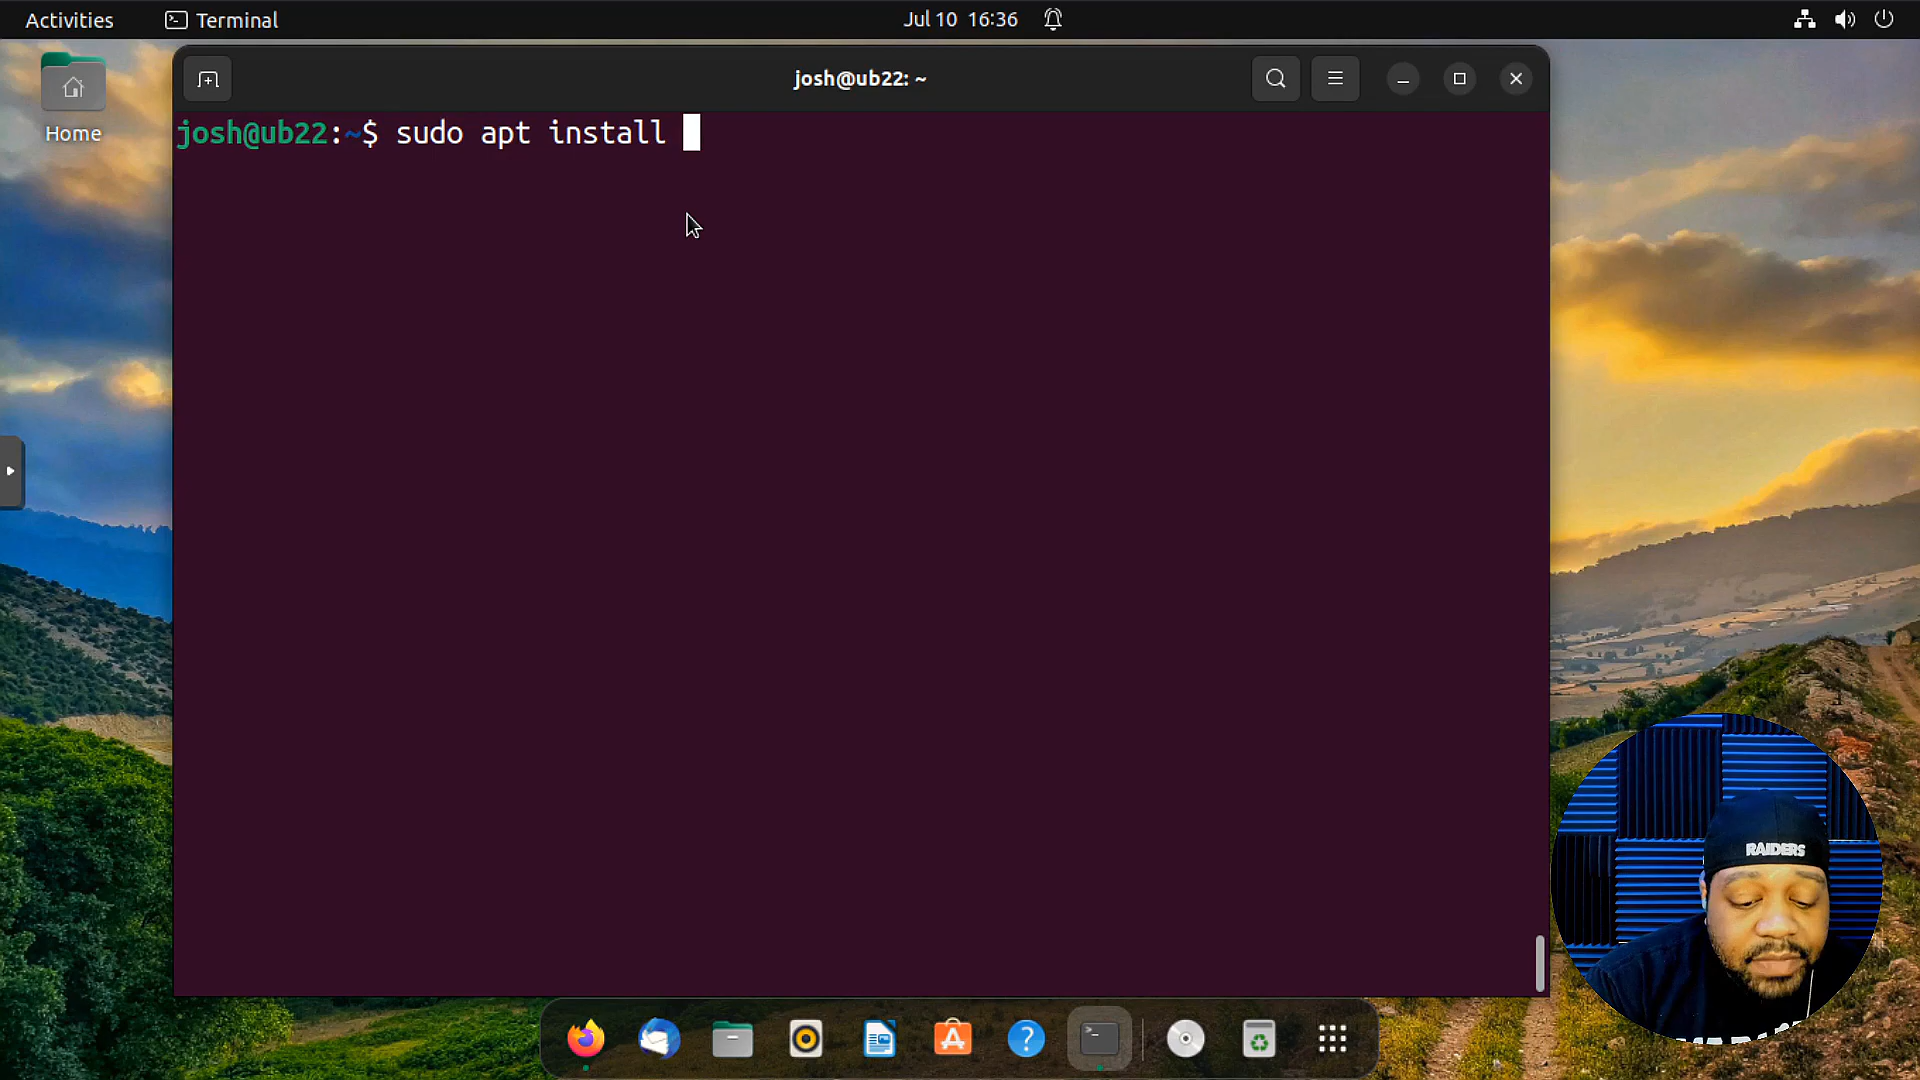 Activities
Terminal
Jul 10 16:36
Home
josh@ub22: ~
josh@ub22:~$ sudo apt install
RAIDERS